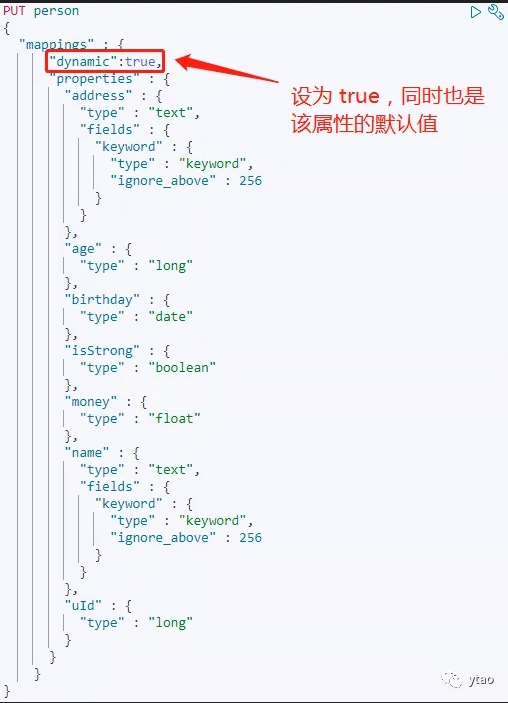 PUT person
{
"mappings" : {
"dynamic":true,
"properties" : {
"address" : {
"type" : "text",
"fields" : {
"keyword" : {
"type" : "keyword",
"ignore_above" : 256
}
}
},
"age" : {
"type" : "long"
},
"birthday" : {
"type" : "date"
},
"isStrong" : {
"type" : "boolean"
},
"money" : {
"type" : "float"
},
"name" : {
"type" : "text",
"fields" : {
"keyword" : {
"type" : "keyword",
"ignore_above" : 256
}
}
},
"uId" : {
"type" : "long"
}
}
}
}
设为 true，同时也是
该属性的默认值
ytao